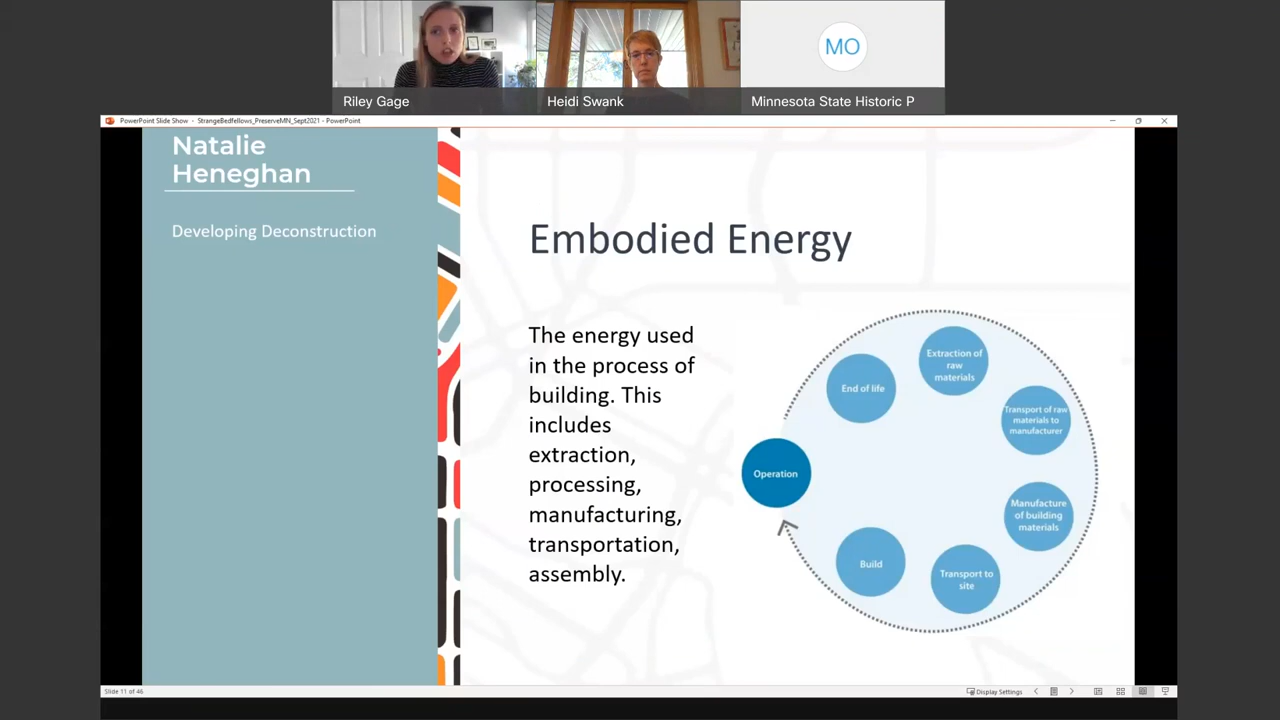 MO
Riley Gage
Heidi Swank
Minnesota State Historic P
PowerPoint Slide Show - StrangeBedfellows_PreserveMN_Sept2021 - PowerPoint
Natalie
Heneghan
Developing Deconstruction
Embodied Energy
The energy used
in the process of
building. This
includes
extraction,
processing,
manufacturing,
transportation,
assembly.
Extraction of
raw
materials
End of life
Transport of raw
materials to
manufacturer
Operation
Manufacture
of building
materials
Build
Transport to
site
Slide 11 of 46
Display Settings